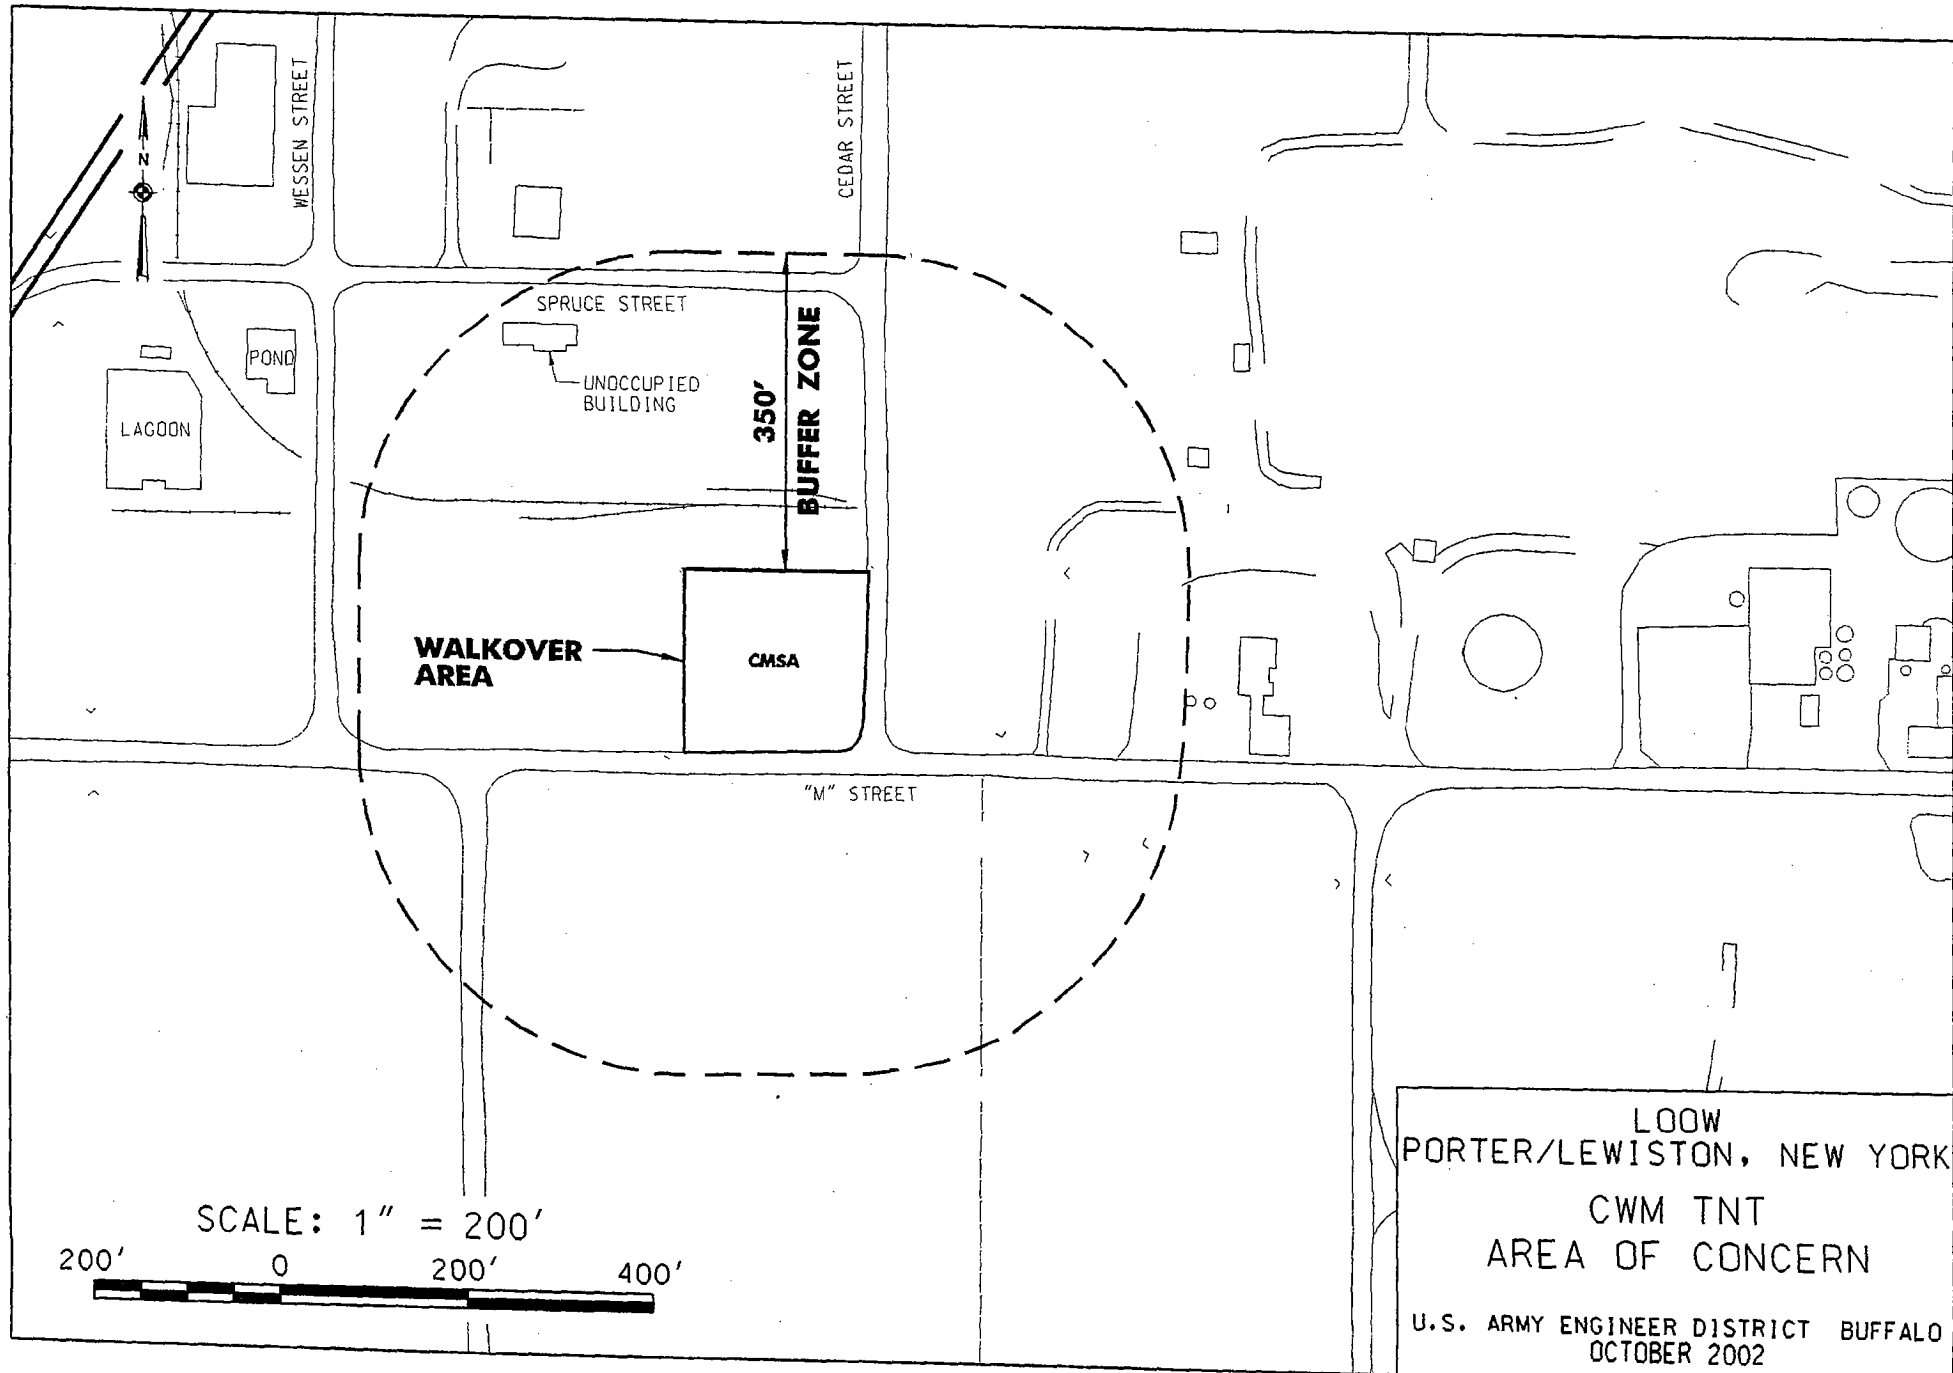 WESSEN STREET
CEDAR STREET
N
SPRUCE STREET
POND
UNOCCUPIED
BUILDING
350'
BUFFER ZONE
LAGOON
WALKOVER
AREA
CMSA
"M" STREET
SCALE: 1" = 200'
200' 0 200' 400'
LOOW
PORTER/LEWISTON, NEW YORK
CWM TNT
AREA OF CONCERN
U.S. ARMY ENGINEER DISTRICT BUFFALO
OCTOBER 2002